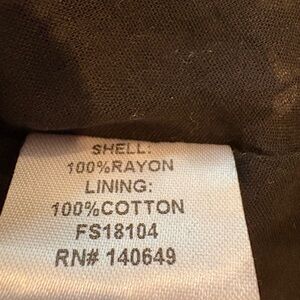 SHELL:
100%RAYON
LINING:
100%COTTON
FS18104
RN# 140649